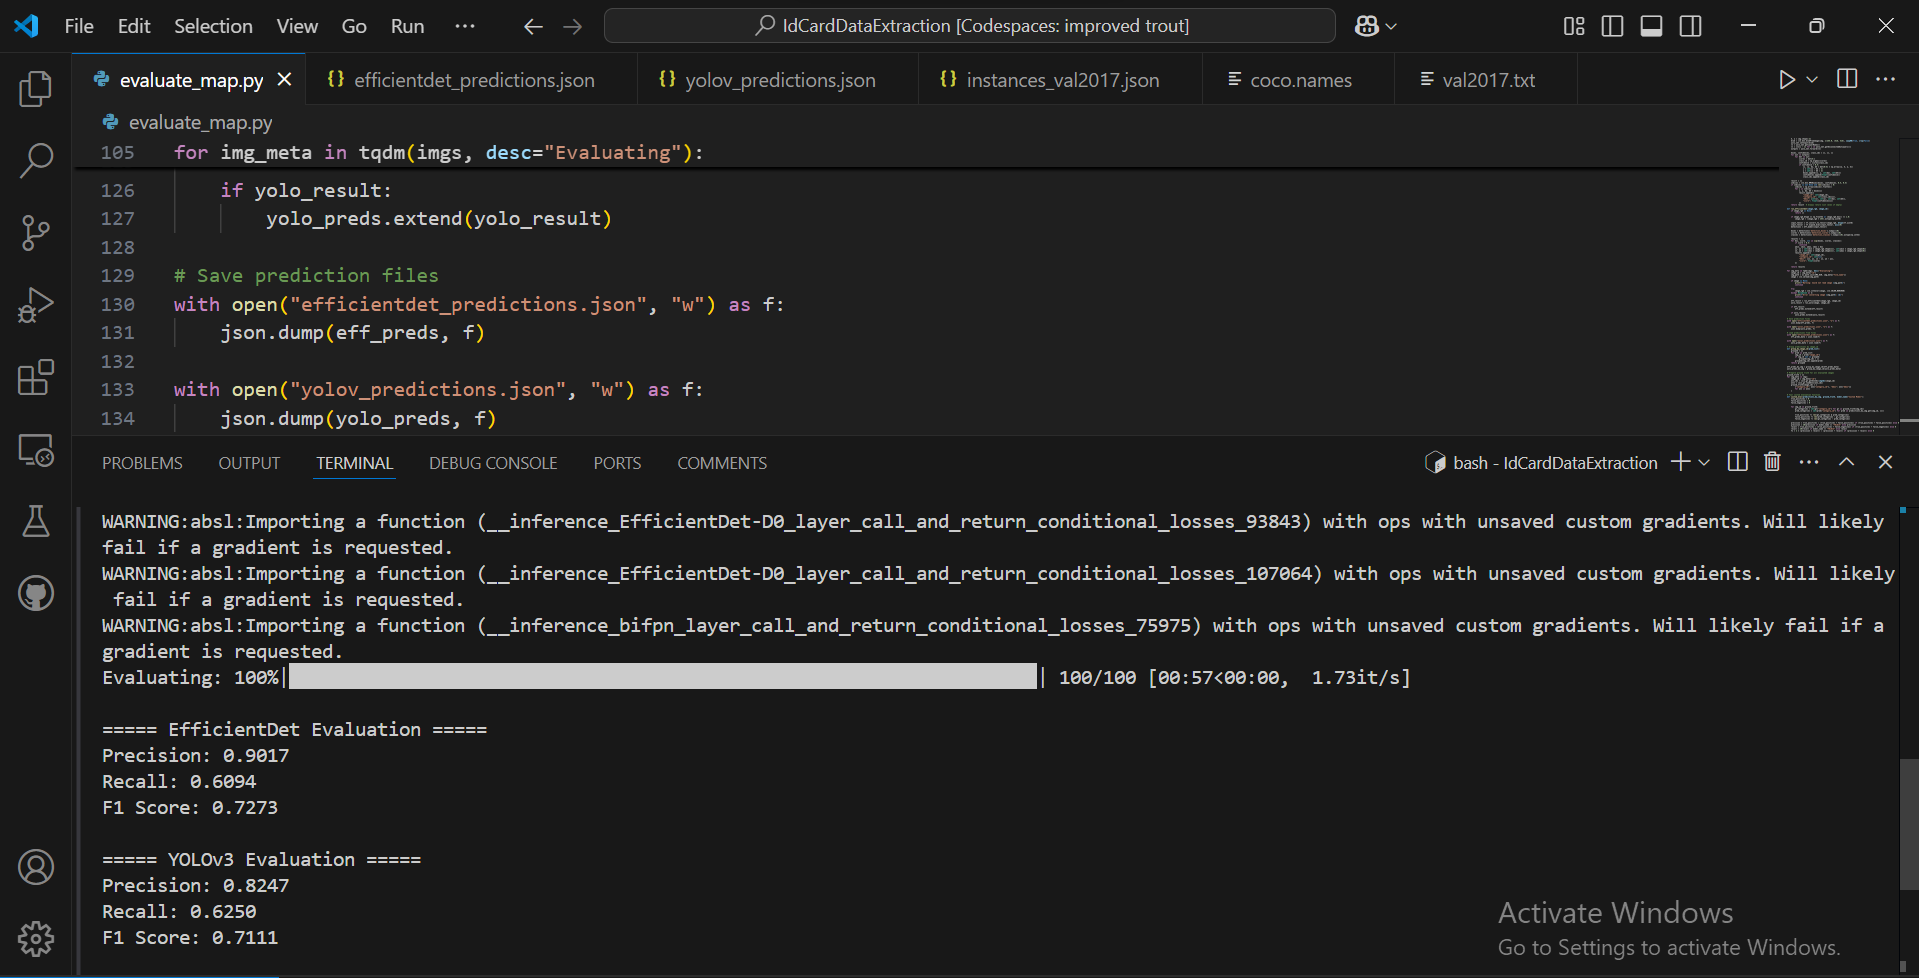 File Edit Selection View Go Run ··· IdCardDataExtraction [Codespaces: improved trout]
evaluate_map.py {} efficientdet_predictions.json {} yolov_predictions.json {} instances_val2017.json coco.names val2017.txt
evaluate_map.py
105 for img_meta in tqdm(imgs, desc="Evaluating"):
126 if yolo_result:
127 yolo_preds.extend(yolo_result)
128
129 # Save prediction files
130 with open("efficientdet_predictions.json", "w") as f:
131 json.dump(eff_preds, f)
132
133 with open("yolov_predictions.json", "w") as f:
134 json.dump(yolo_preds, f)
PROBLEMS OUTPUT TERMINAL DEBUG CONSOLE PORTS COMMENTS bash - IdCardDataExtraction
WARNING:absl:Importing a function (__inference_EfficientDet-D0_layer_call_and_return_conditional_losses_93843) with ops with unsaved custom gradients. Will likely
fail if a gradient is requested.
WARNING:absl:Importing a function (__inference_EfficientDet-D0_layer_call_and_return_conditional_losses_107064) with ops with unsaved custom gradients. Will likely
fail if a gradient is requested.
WARNING:absl:Importing a function (__inference_bifpn_layer_call_and_return_conditional_losses_75975) with ops with unsaved custom gradients. Will likely fail if a
gradient is requested.
Evaluating: 100%| | 100/100 [00:57<00:00, 1.73it/s]
===== EfficientDet Evaluation =====
Precision: 0.9017
Recall: 0.6094
F1 Score: 0.7273
===== YOLOv3 Evaluation =====
Precision: 0.8247
Recall: 0.6250
F1 Score: 0.7111
Activate Windows
Go to Settings to activate Windows.